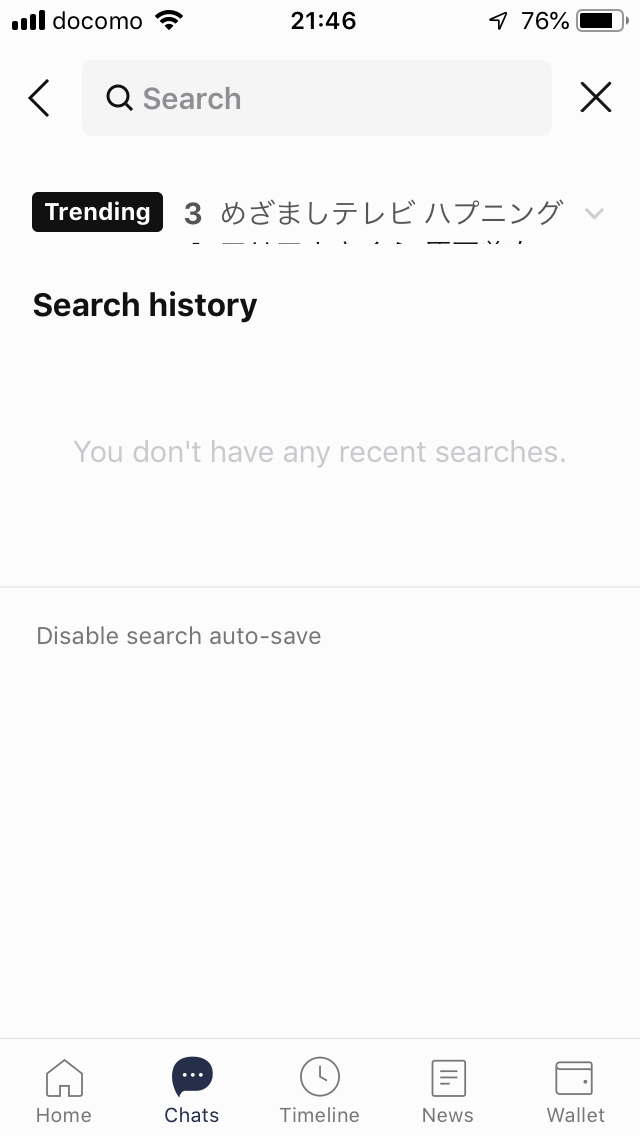 docomo 21:46 76%
Search
Trending 3 めざましテレビ ハプニング
Search history
You don't have any recent searches.
Disable search auto-save
Home Chats Timeline News Wallet